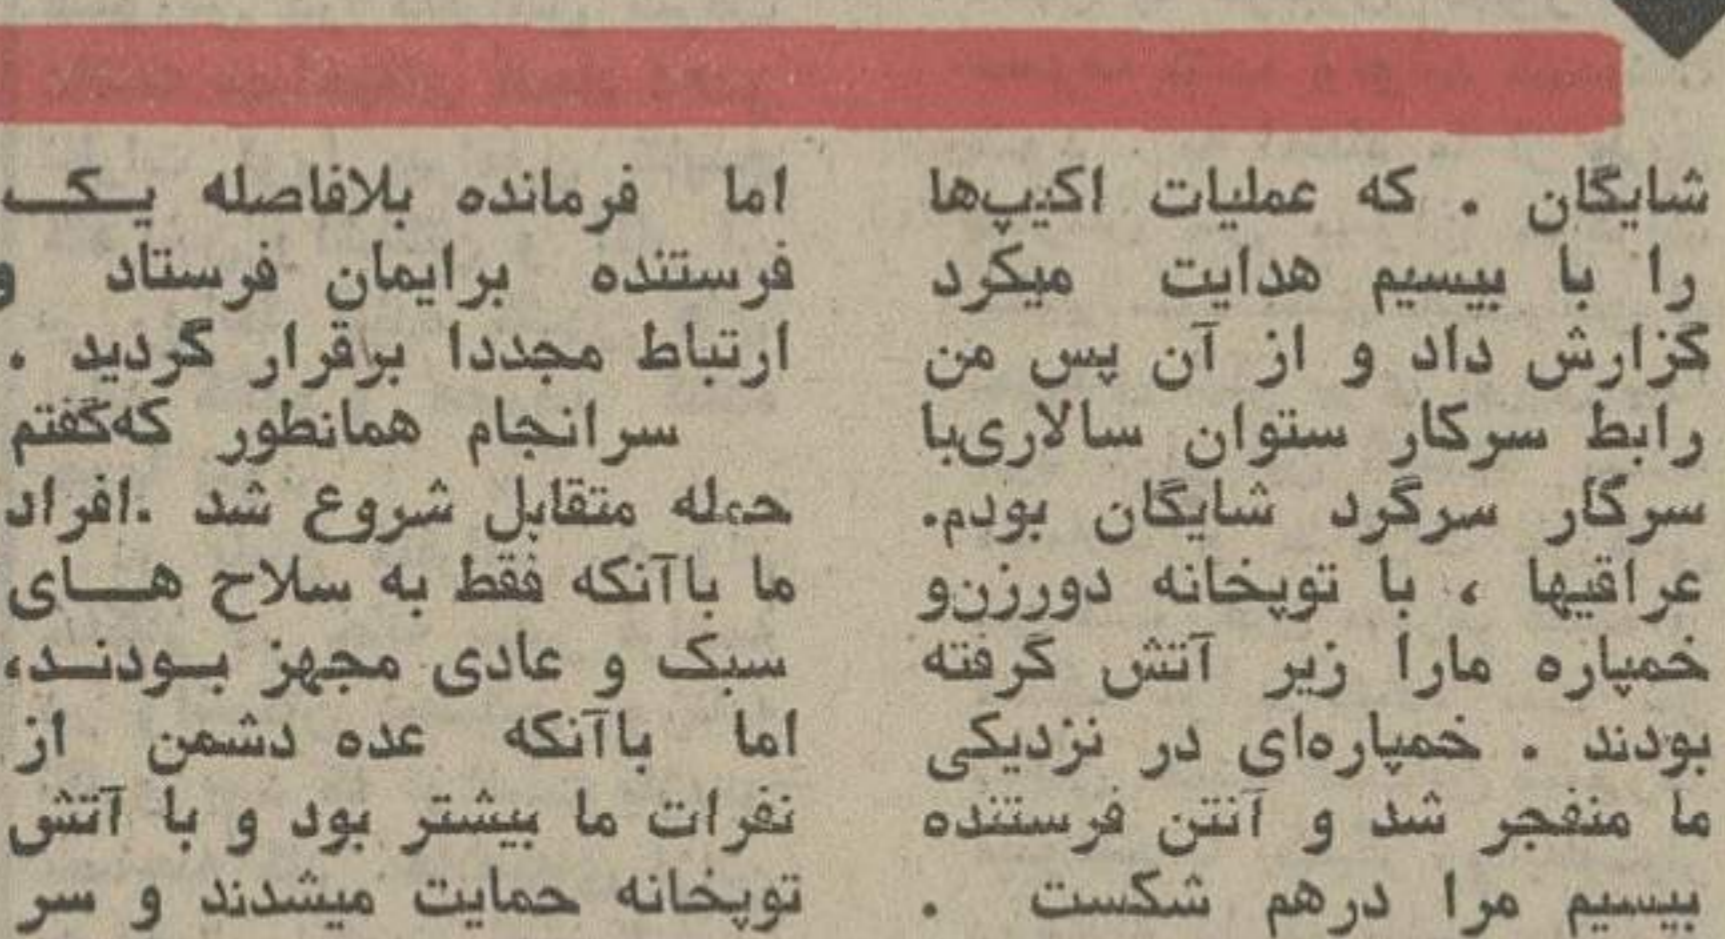 شایگان . که عملیات اکیپ‌ها
را با بیسیم هدایت میکرد
گزارش داد و از آن پس من
رابط سرکار ستوان سالاری‌با
سرگار سرگرد شایگان بودم.
عراقیها ، با توپخانه دورزن‌و
خمپاره مارا زیر آتش گرفته
بودند . خمپاره‌ای در نزدیکی
ما منفجر شد و آنتن فرستنده
بیسیم مرا درهم شکست .
اما فرمانده بلافاصله یک
فرستنده برایمان فرستاد و
ارتباط مجددا برقرار گردید .
سرانجام همانطور که‌گفتم
حمله متقابل شروع شد .افراد
ما باآنکه فقط به سلاح های
سبک و عادی مجهز بودند،
اما باآنکه عده دشمن از
نفرات ما بیشتر بود و با آتش
توپخانه حمایت میشدند و سر